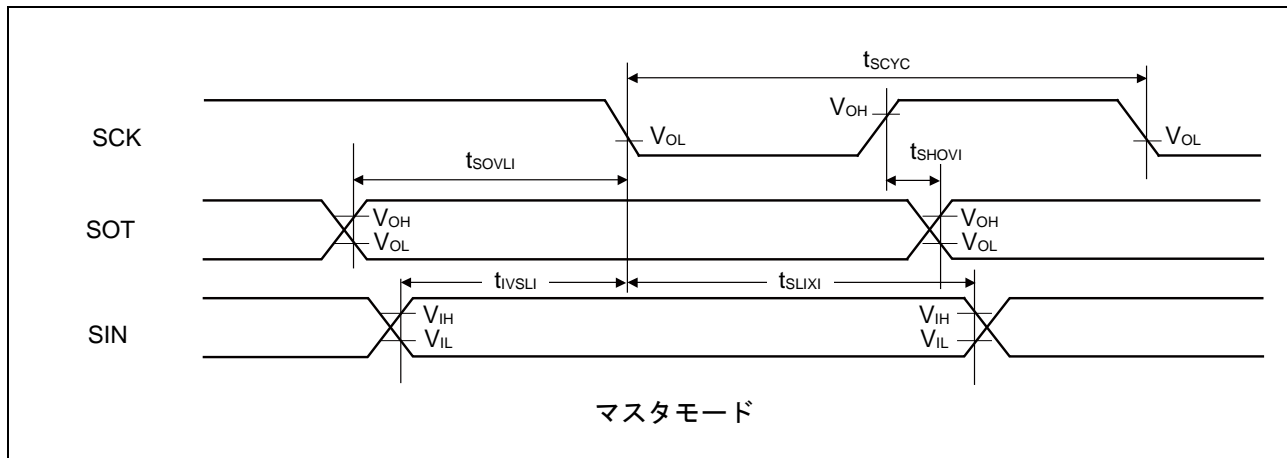 tSCYC
SCK
VOH
VOL
VOL
tSHOVI
tSOVLI
SOT
VOH
VOL
VOH
VOL
tIVSLI
tSLIXI
SIN
VIH
VIL
VIH
VIL
マスタモード